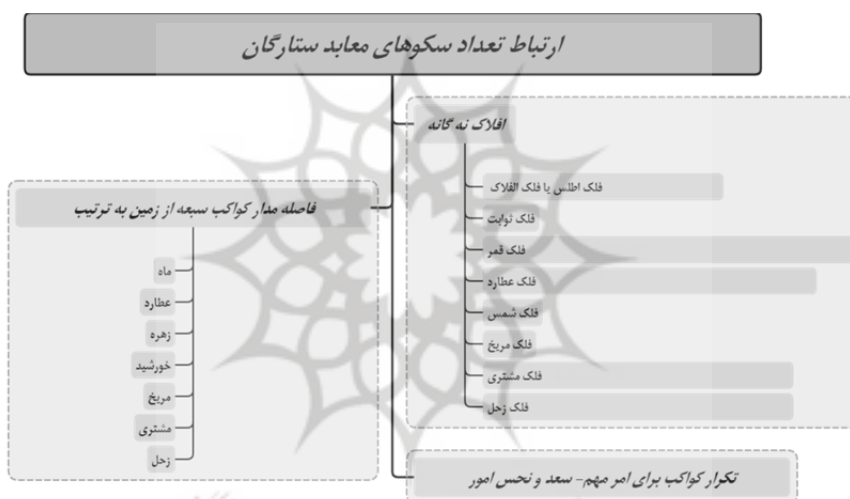 ارتباط تعداد سکوهای معابد ستارگان
افلاک نه گانه
فلک اطلس یا فلک الفلاک
فلک ثوابت
فلک قمر
فلک عطارد
فلک شمس
فلک مریخ
فلک مشتری
فلک زحل
فاصله مدار کواکب سبعه از زمین به ترتیب
ماه
عطارد
زهره
خورشید
مریخ
مشتری
زحل
تکرار کواکب برای امر مهم- سعد و نحس امور